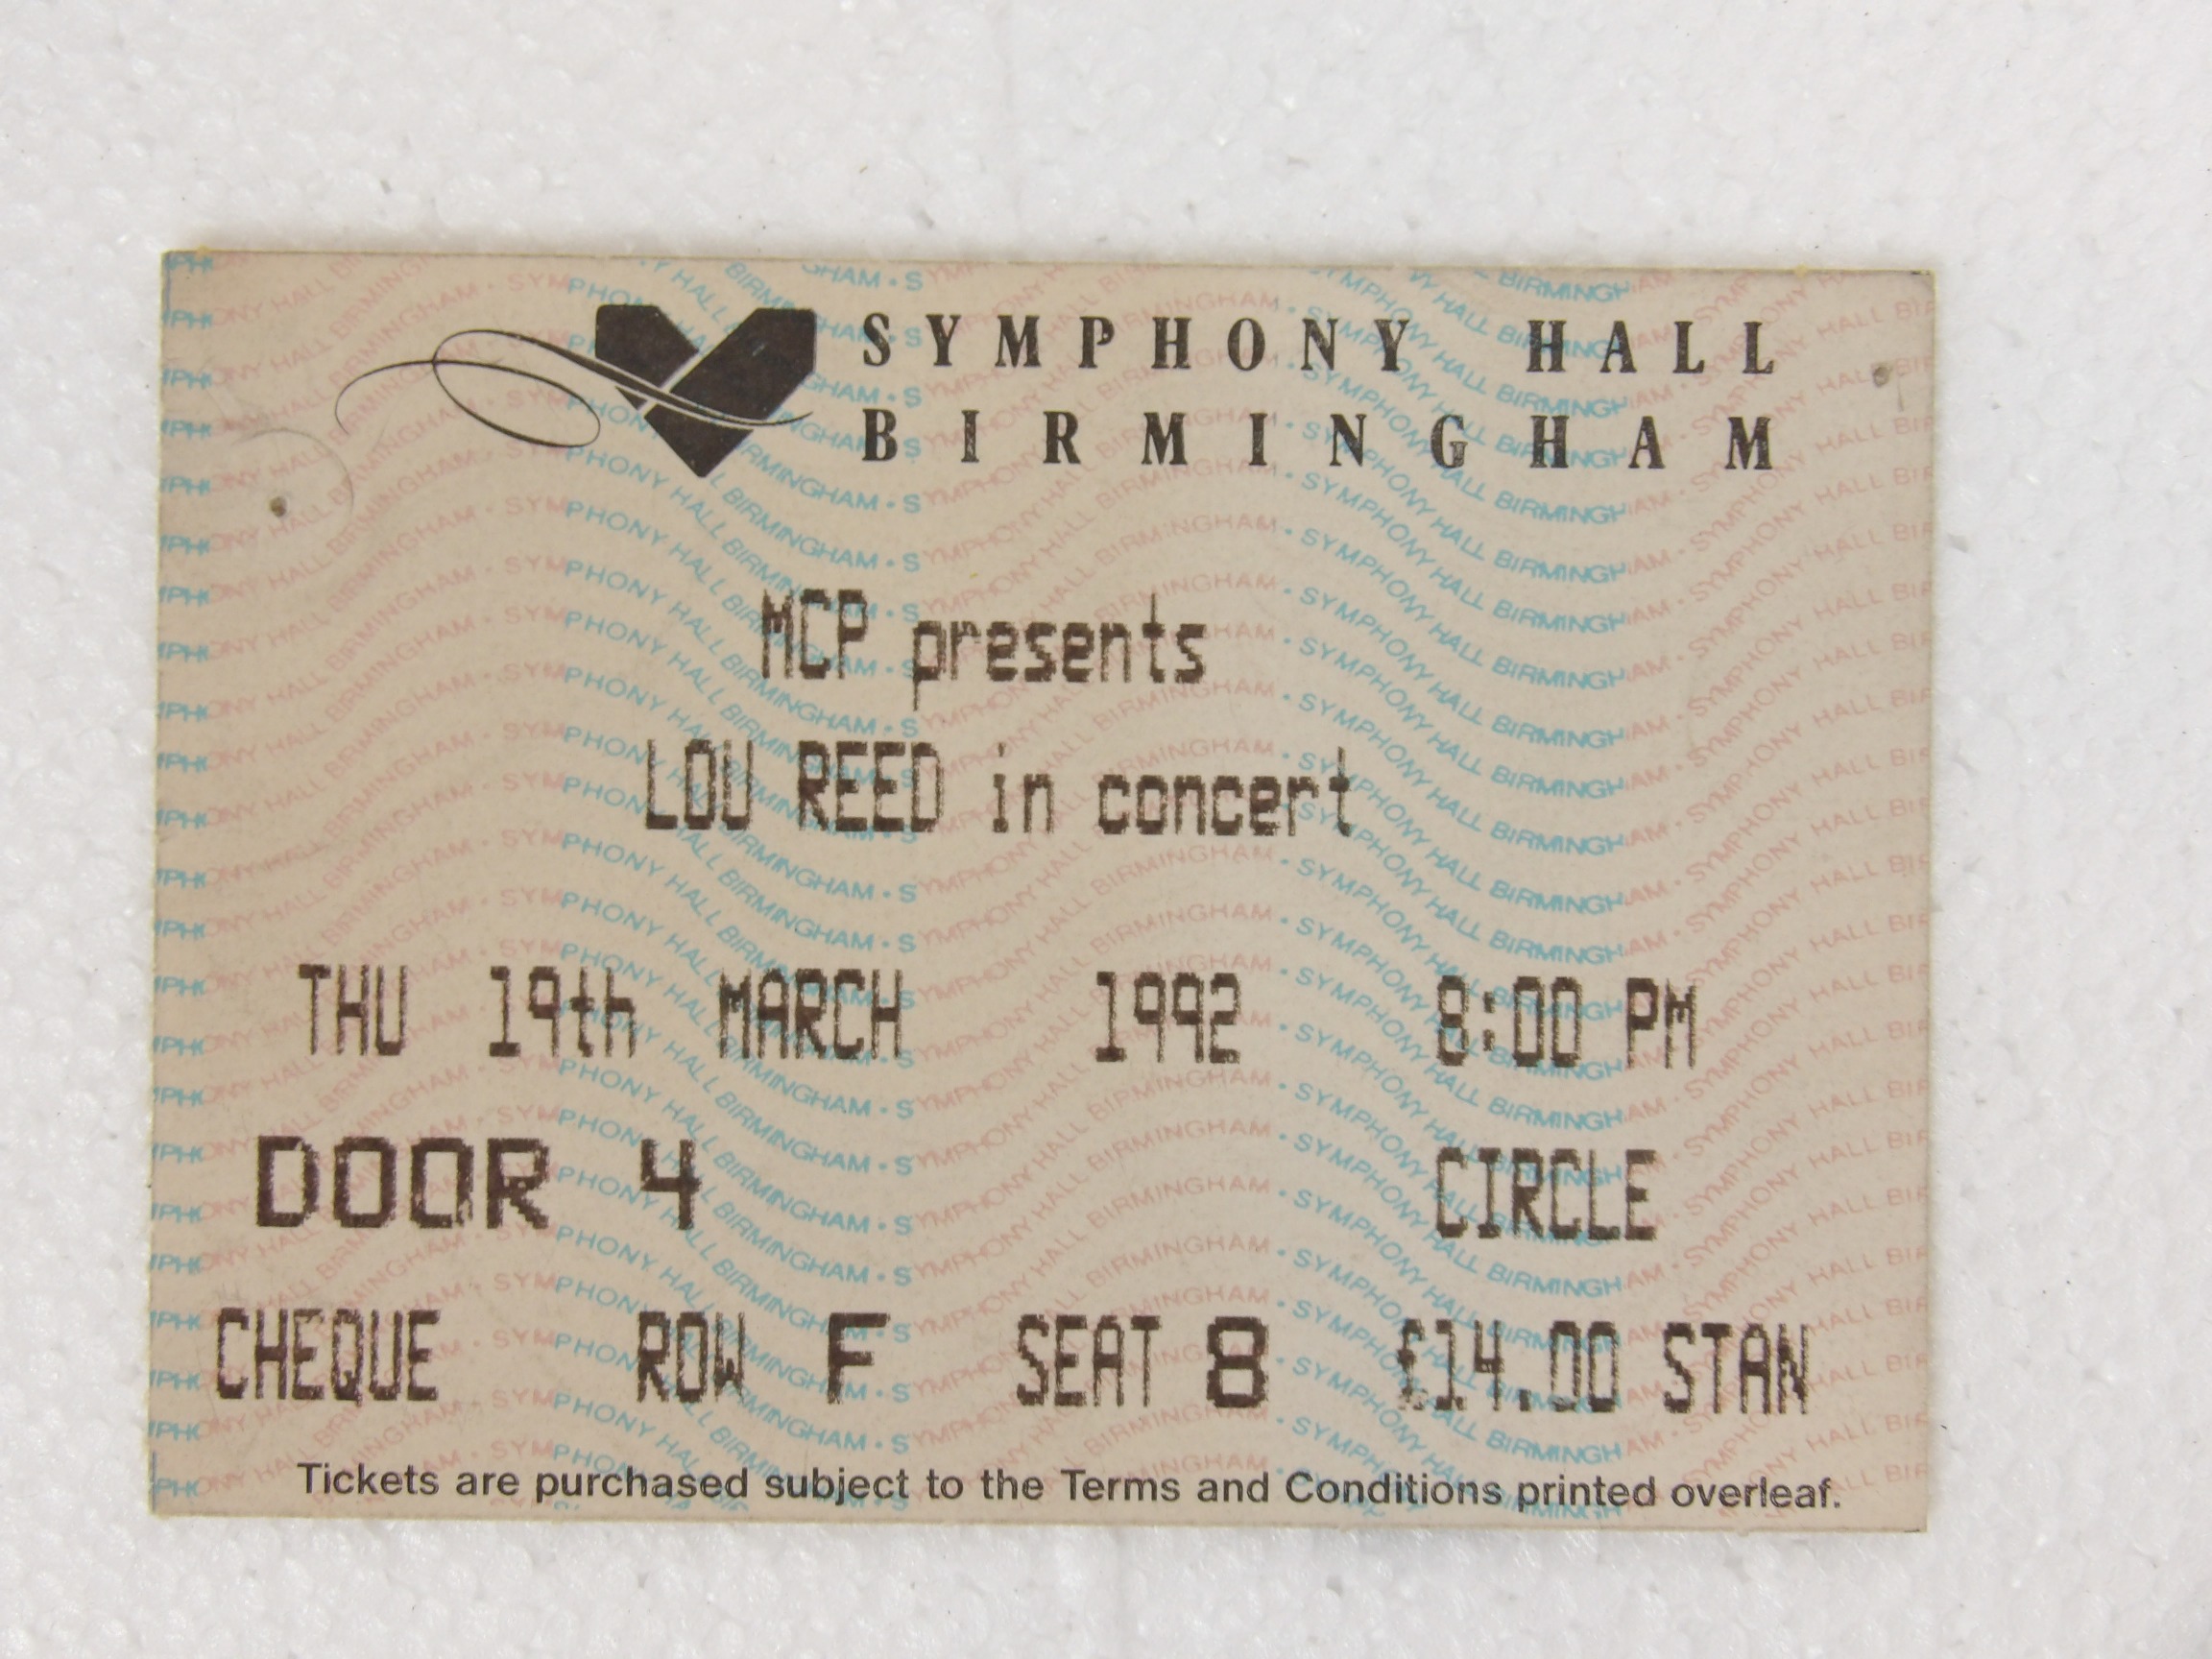 SYMPHONY HALL
BIRMINGHAM
MCP presents
LOU REED in concert
THU 19th MARCH 1992 8:00 PM
DOOR 4 CIRCLE
CHEQUE ROW F SEAT 8 £14.00 STAN
Tickets are purchased subject to the Terms and Conditions printed overleaf.